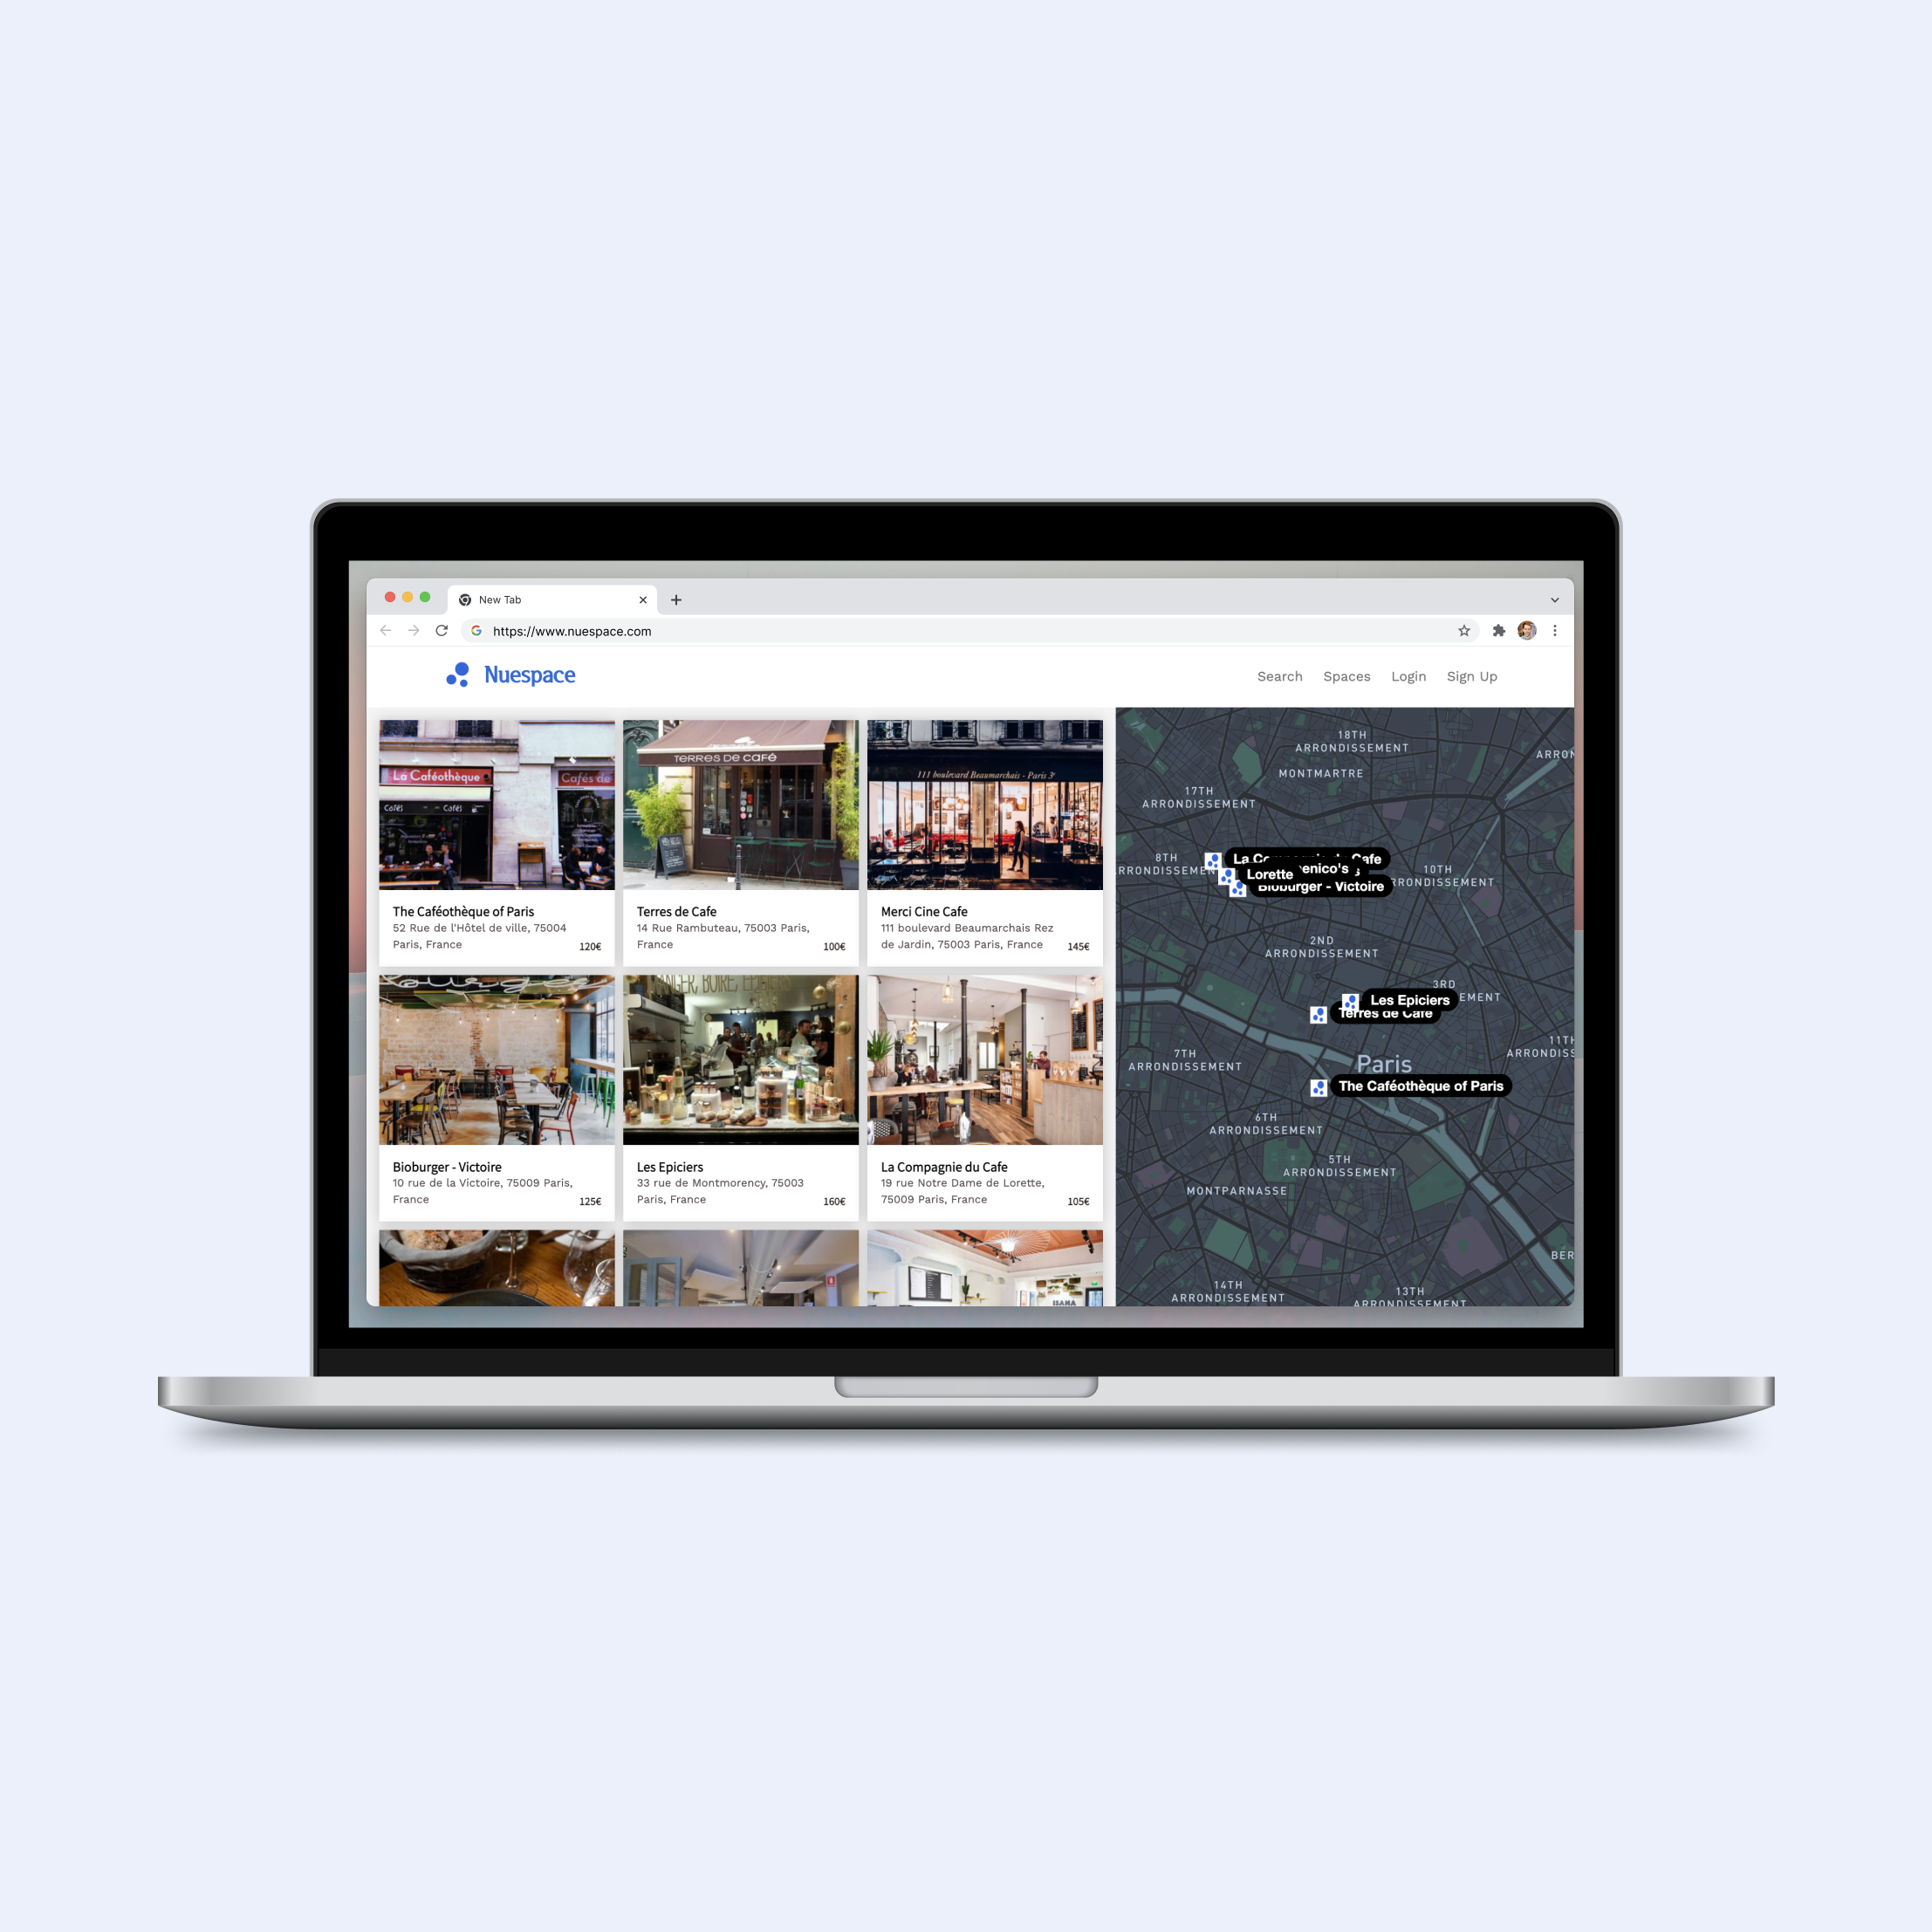 New Tab
https://www.nuespace.com
Nuespace
Search Spaces Login Sign Up
La Caféothèque
Cafés de
Cafés Cafés
TERRES DE CAFÉ
111 boulevard Beaumarchais - Paris 3e
The Caféothèque of Paris
52 Rue de l'Hôtel de ville, 75004
Paris, France
120€
Terres de Cafe
14 Rue Rambuteau, 75003 Paris,
France
100€
Merci Cine Cafe
111 boulevard Beaumarchais Rez
de Jardin, 75003 Paris, France
145€
BOIRE,
Bioburger - Victoire
10 rue de la Victoire, 75009 Paris,
France
125€
Les Epiciers
33 rue de Montmorency, 75003
Paris, France
160€
La Compagnie du Cafe
19 rue Notre Dame de Lorette,
75009 Paris, France
105€
ISANA
18TH
ARRONDISSEMENT
MONTMARTRE
ARRON
17TH
ARRONDISSEMENT
8TH
RRONDISSEMEN
La Compagnie du Cafe
enico's
Lorette
Bioburger - Victoire
10TH
RRONDISSEMENT
2ND
ARRONDISSEMENT
3RD
EMENT
Les Epiciers
Terres de Cafe
11TH
ARRONDISS
7TH
ARRONDISSEMENT
Paris
The Caféothèque of Paris
6TH
ARRONDISSEMENT
5TH
ARRONDISSEMENT
MONTPARNASSE
BER
14TH
ARRONDISSEMENT
13TH
ARRONDISSEMENT